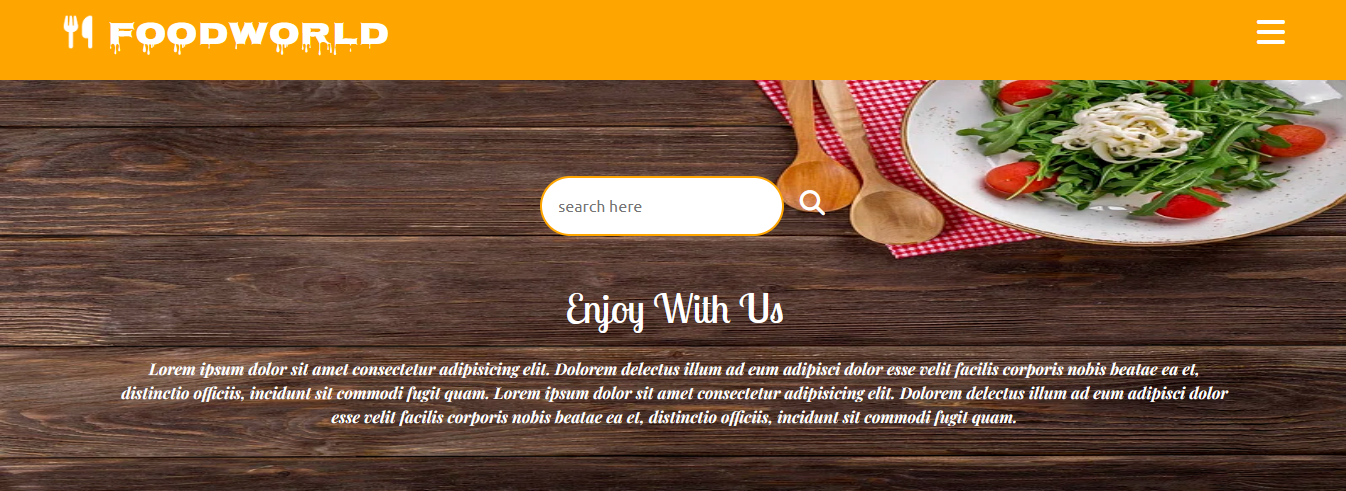 FOODWORLD
search here
Enjoy With Us
Lorem ipsum dolor sit amet consectetur adipisicing elit. Dolorem delectus illum ad eum adipisci dolor esse velit facilis corporis nobis beatae ea et,
distinctio officiis, incidunt sit commodi fugit quam. Lorem ipsum dolor sit amet consectetur adipisicing elit. Dolorem delectus illum ad eum adipisci dolor
esse velit facilis corporis nobis beatae ea et, distinctio officiis, incidunt sit commodi fugit quam.